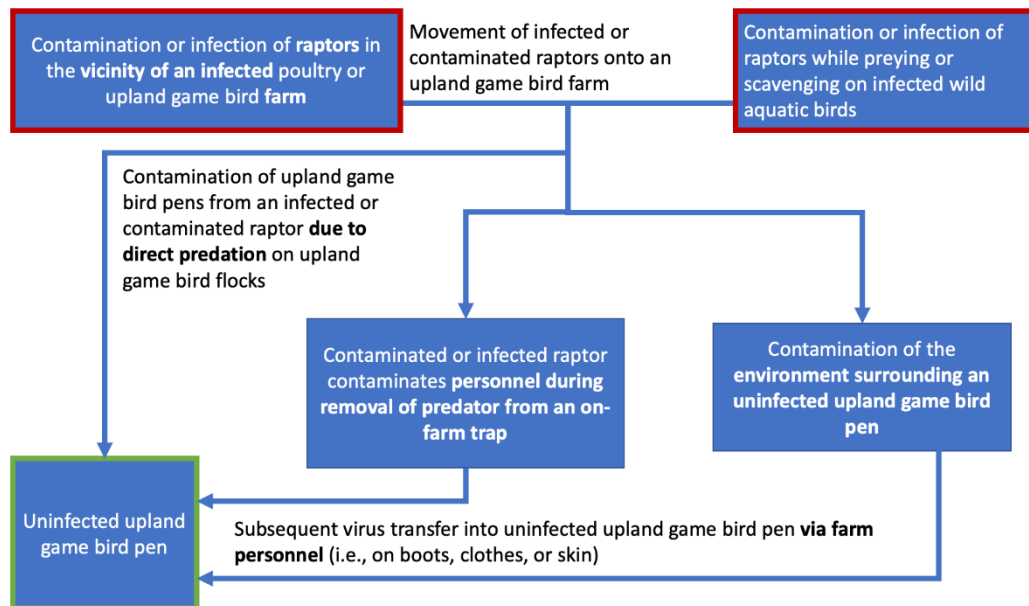 Contamination or infection of raptors in
the vicinity of an infected poultry or
upland game bird farm
Movement of infected or
contaminated raptors onto an
upland game bird farm
Contamination or infection of
raptors while preying or
scavenging on infected wild
aquatic birds
Contamination of upland game
bird pens from an infected or
contaminated raptor due to
direct predation on upland
game bird flocks
Contaminated or infected raptor
contaminates personnel during
removal of predator from an on-
farm trap
Contamination of the
environment surrounding an
uninfected upland game bird
pen
Uninfected upland
game bird pen
Subsequent virus transfer into uninfected upland game bird pen via farm
personnel (i.e., on boots, clothes, or skin)